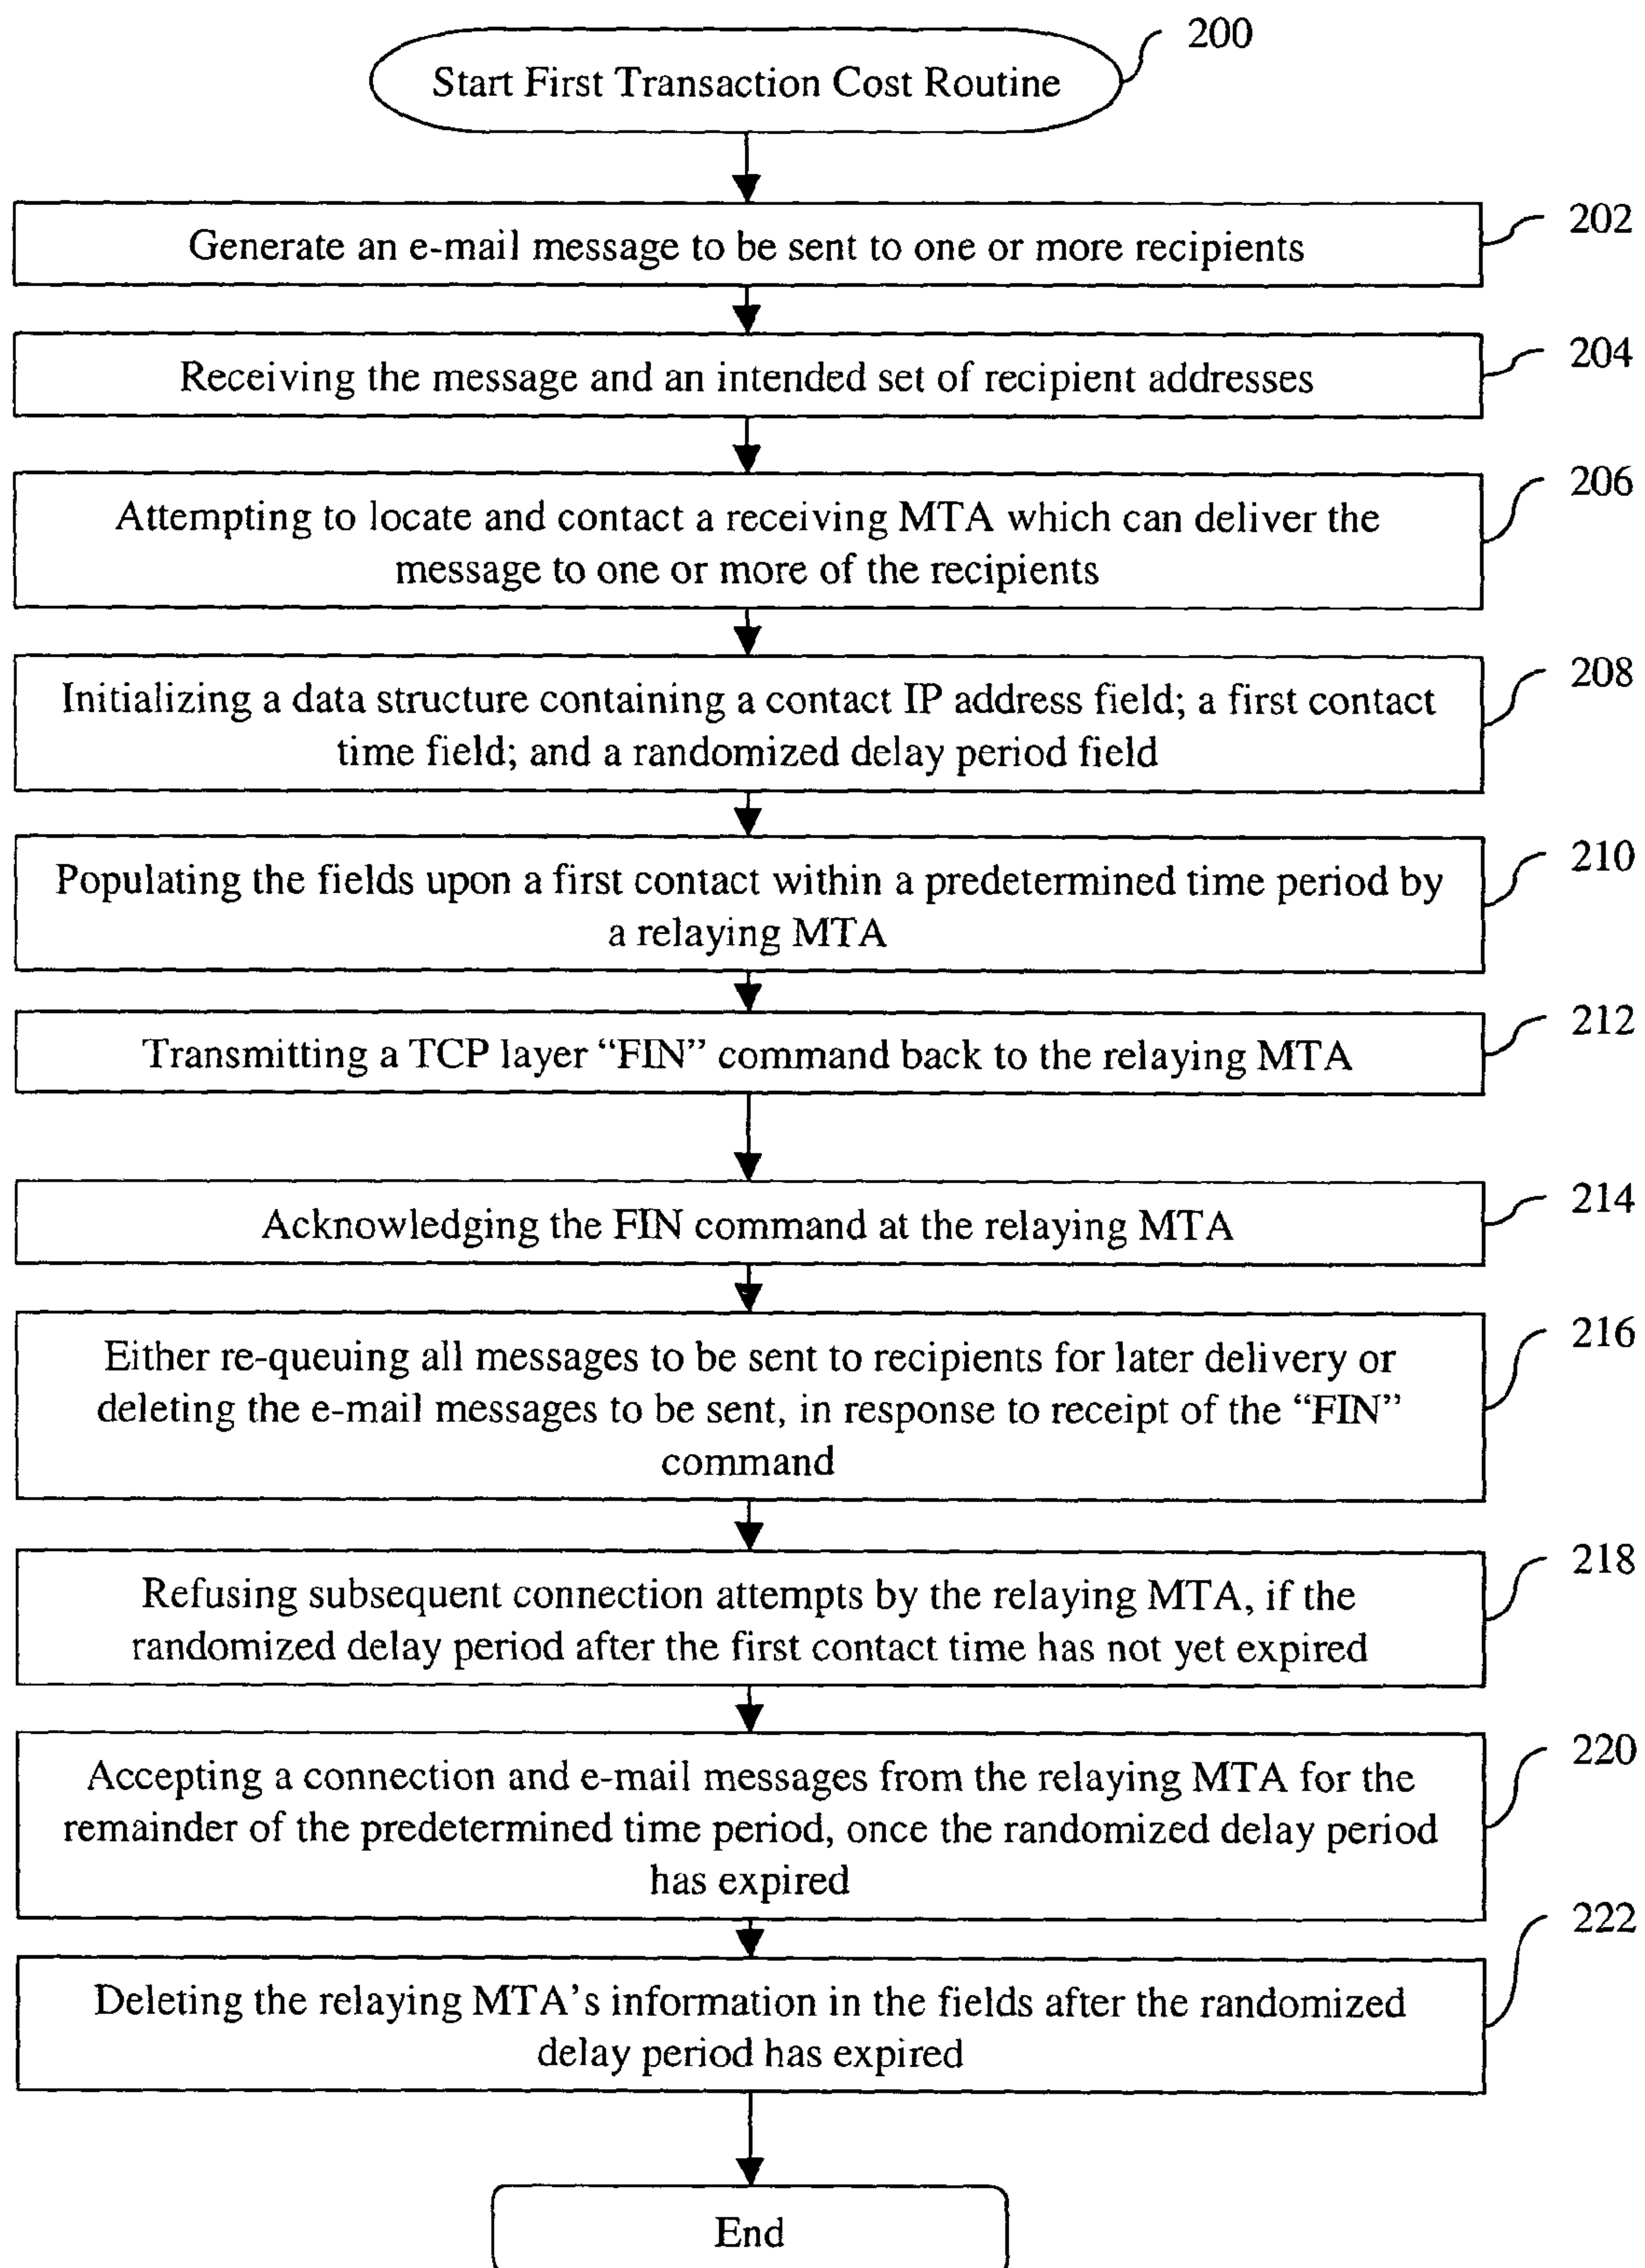 200
Start First Transaction Cost Routine
202
Generate an e-mail message to be sent to one or more recipients
204
Receiving the message and an intended set of recipient addresses
206
Attempting to locate and contact a receiving MTA which can deliver the
message to one or more of the recipients
208
Initializing a data structure containing a contact IP address field; a first contact
time field; and a randomized delay period field
210
Populating the fields upon a first contact within a predetermined time period by
a relaying MTA
212
Transmitting a TCP layer “FIN” command back to the relaying MTA
214
Acknowledging the FIN command at the relaying MTA
216
Either re-queuing all messages to be sent to recipients for later delivery or
deleting the e-mail messages to be sent, in response to receipt of the “FIN”
command
218
Refusing subsequent connection attempts by the relaying MTA, if the
randomized delay period after the first contact time has not yet expired
220
Accepting a connection and e-mail messages from the relaying MTA for the
remainder of the predetermined time period, once the randomized delay period
has expired
222
Deleting the relaying MTA’s information in the fields after the randomized
delay period has expired
End